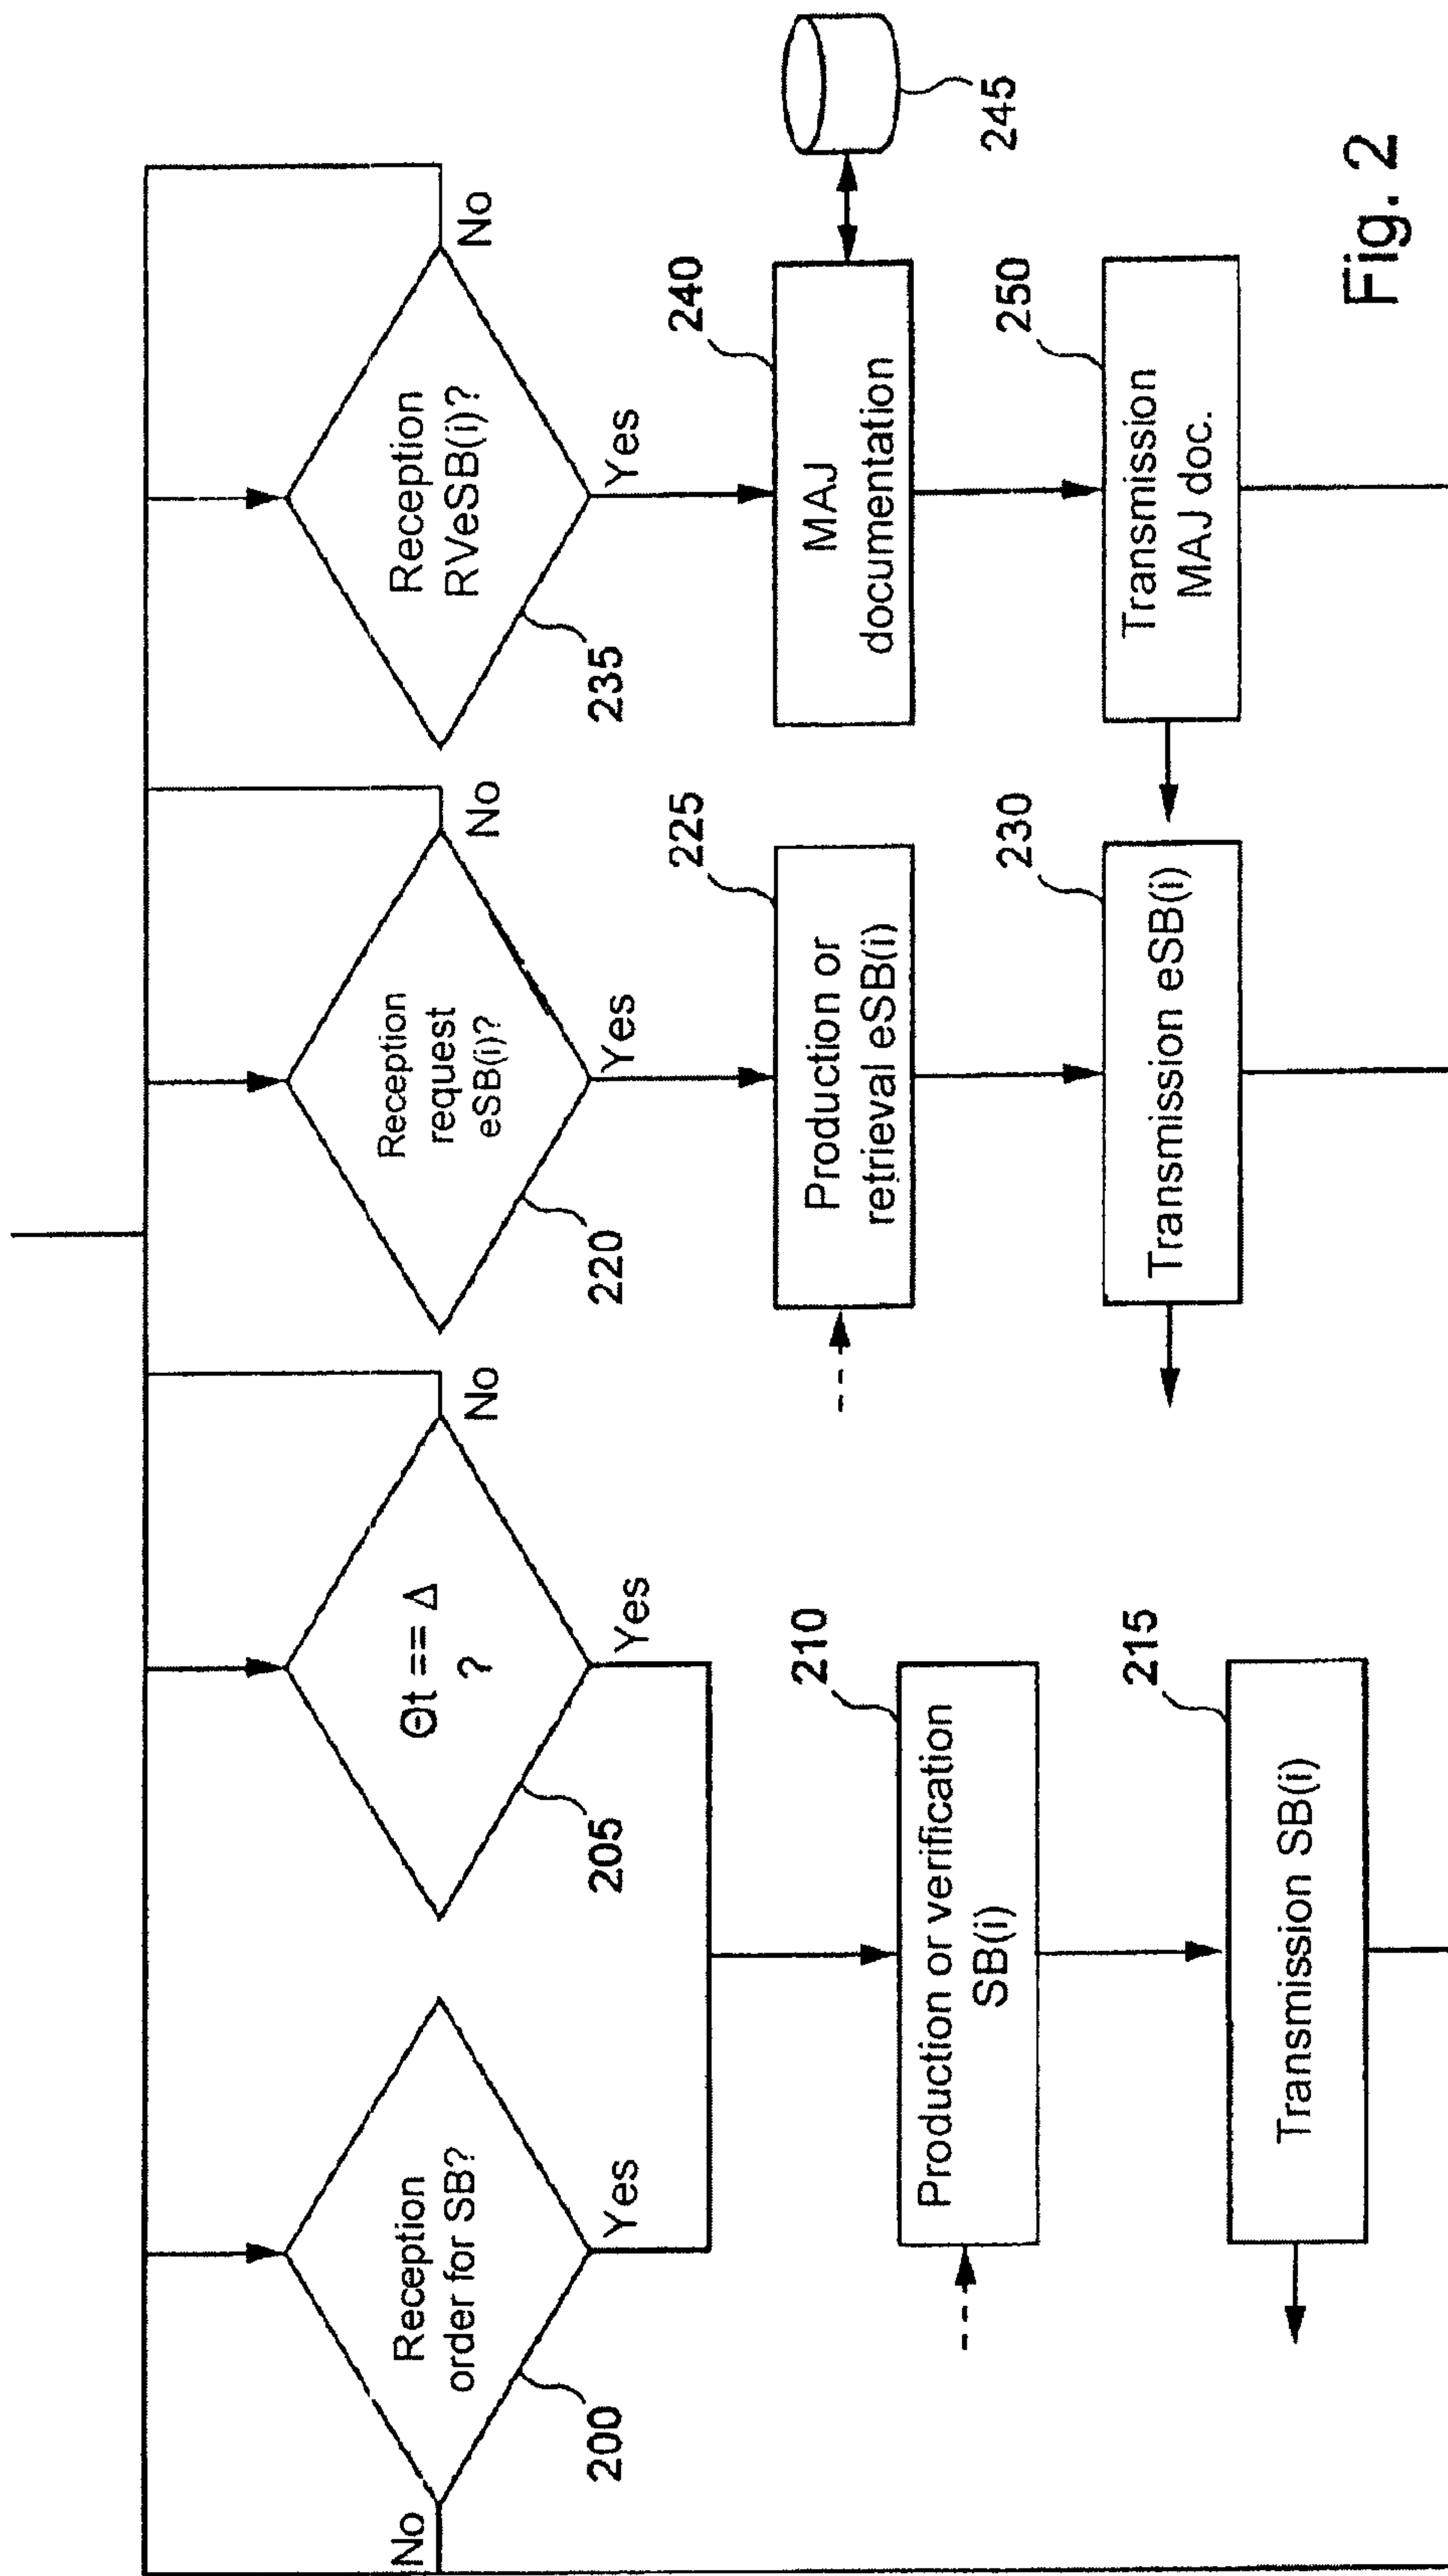 Reception
order for SB?
No
Yes
200
Θt == Δ
?
No
Yes
205
Production or verification
SB(i)
210
Transmission SB(i)
215
Reception
request
eSB(i)?
No
Yes
220
Production or
retrieval eSB(i)
225
Transmission eSB(i)
230
Reception
RVeSB(i)?
No
Yes
235
MAJ
documentation
240
245
Transmission
MAJ doc.
250
Fig. 2